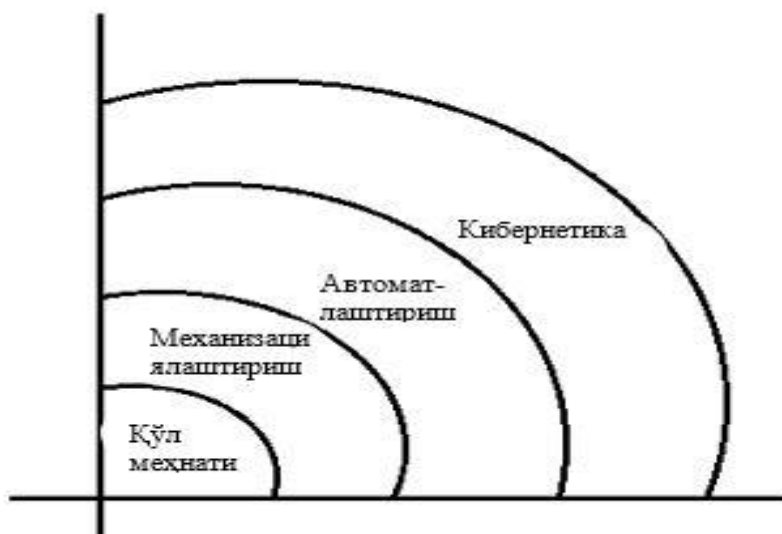 Кибернетика
Автомат-
лаштириш
Механизаци
ялаштириш
Қўл
меҳнати